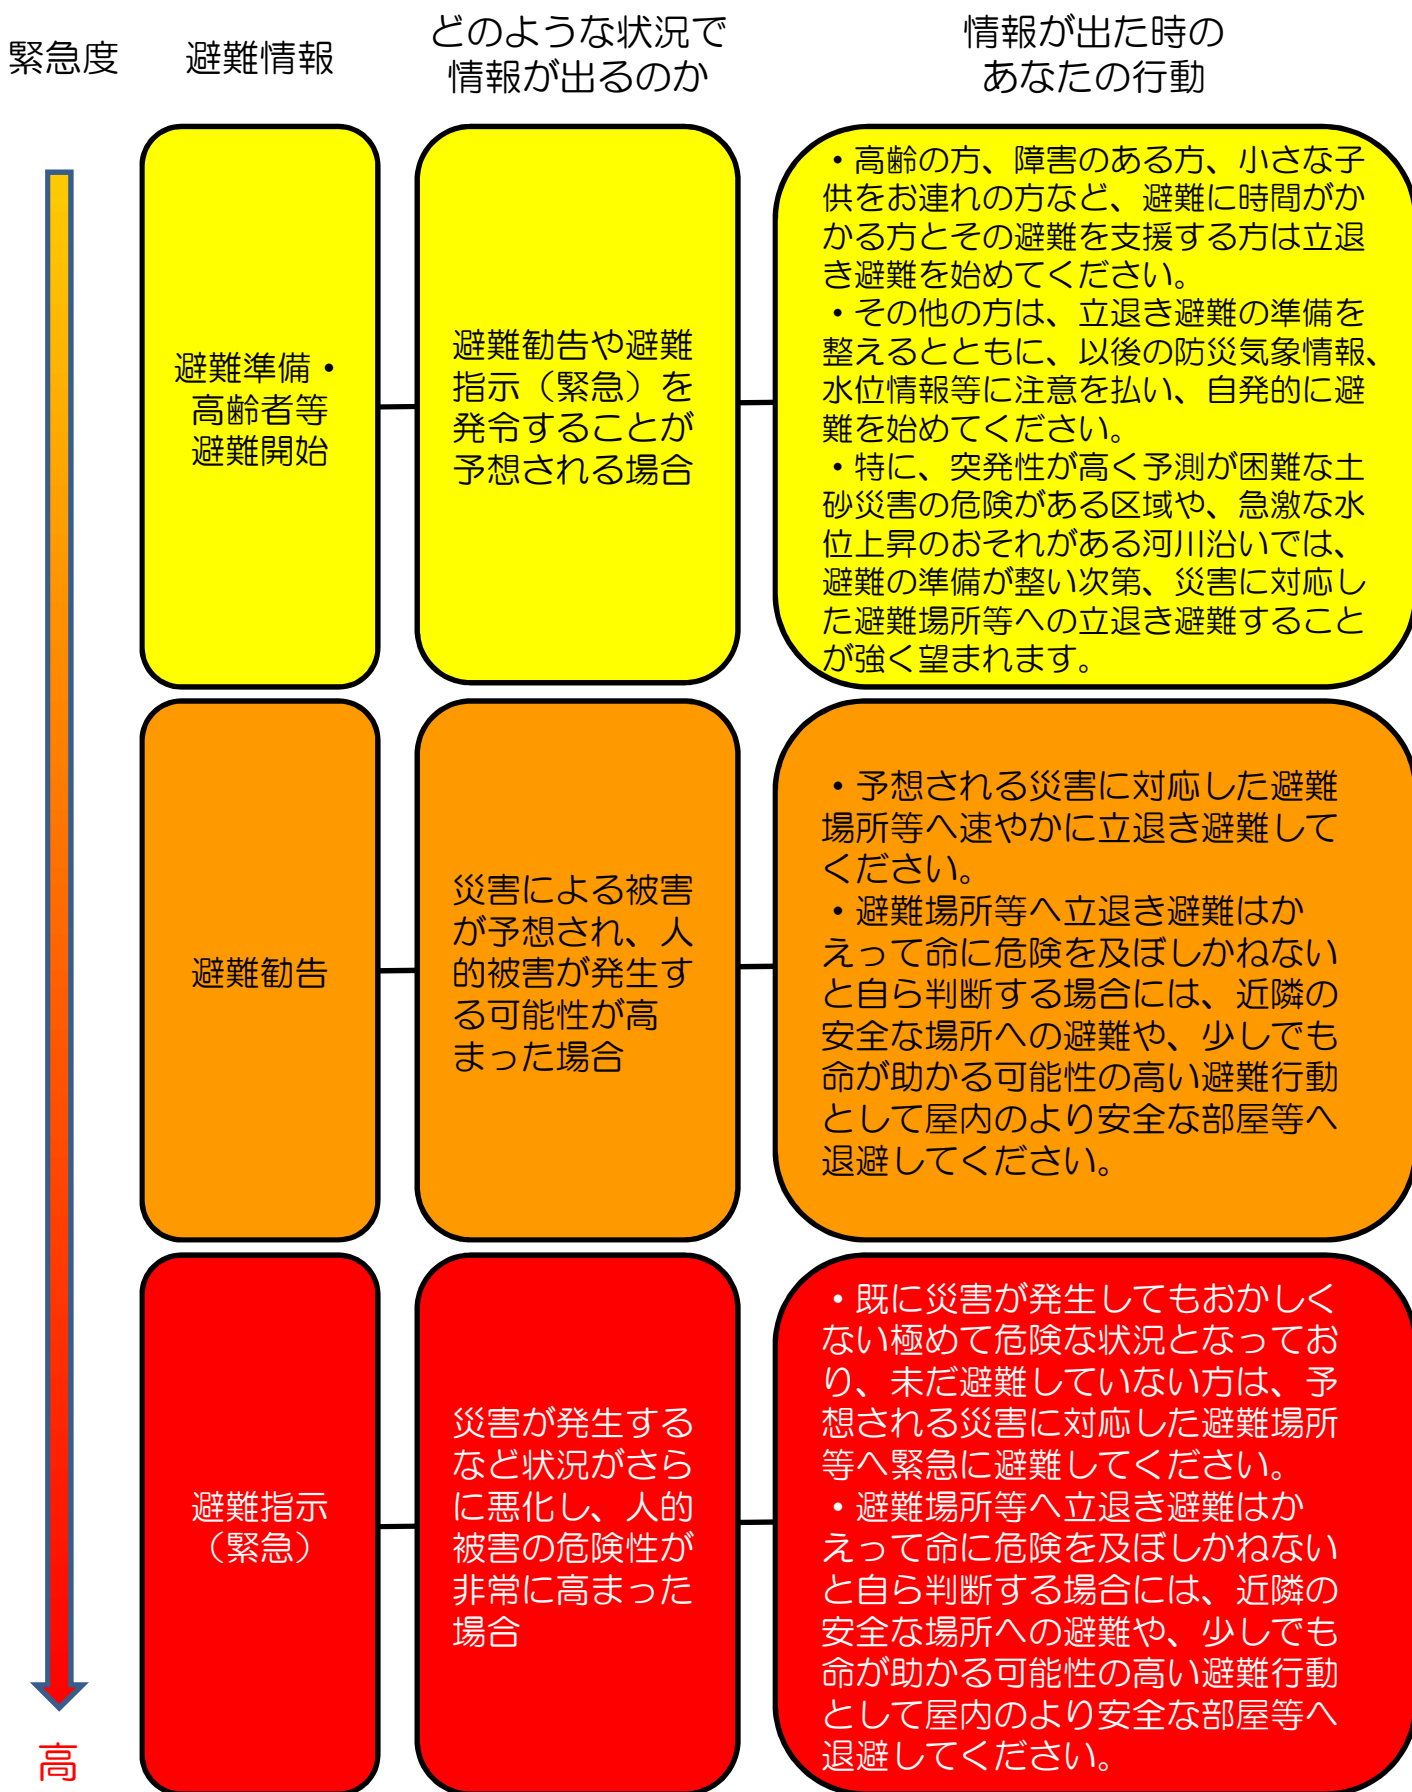 緊急度
避難情報
どのような状況で
情報が出るのか
情報が出た時の
あなたの行動
避難準備・
高齢者等
避難開始
避難勧告や避難
指示（緊急）を
発令することが
予想される場合
・高齢の方、障害のある方、小さな子
供をお連れの方など、避難に時間がか
かる方とその避難を支援する方は立退
き避難を始めてください。
・その他の方は、立退き避難の準備を
整えるとともに、以後の防災気象情報、
水位情報等に注意を払い、自発的に避
難を始めてください。
・特に、突発性が高く予測が困難な土
砂災害の危険がある区域や、急激な水
位上昇のおそれがある河川沿いでは、
避難の準備が整い次第、災害に対応し
た避難場所等への立退き避難すること
が強く望まれます。
避難勧告
災害による被害
が予想され、人
的被害が発生す
る可能性が高
まった場合
・予想される災害に対応した避難
場所等へ速やかに立退き避難して
ください。
・避難場所等へ立退き避難はか
えって命に危険を及ぼしかねない
と自ら判断する場合には、近隣の
安全な場所への避難や、少しでも
命が助かる可能性の高い避難行動
として屋内のより安全な部屋等へ
退避してください。
避難指示
（緊急）
災害が発生する
など状況がさら
に悪化し、人的
被害の危険性が
非常に高まった
場合
・既に災害が発生してもおかしく
ない極めて危険な状況となってお
り、未だ避難していない方は、予
想される災害に対応した避難場所
等へ緊急に避難してください。
・避難場所等へ立退き避難はか
えって命に危険を及ぼしかねない
と自ら判断する場合には、近隣の
安全な場所への避難や、少しでも
命が助かる可能性の高い避難行動
として屋内のより安全な部屋等へ
退避してください。
高